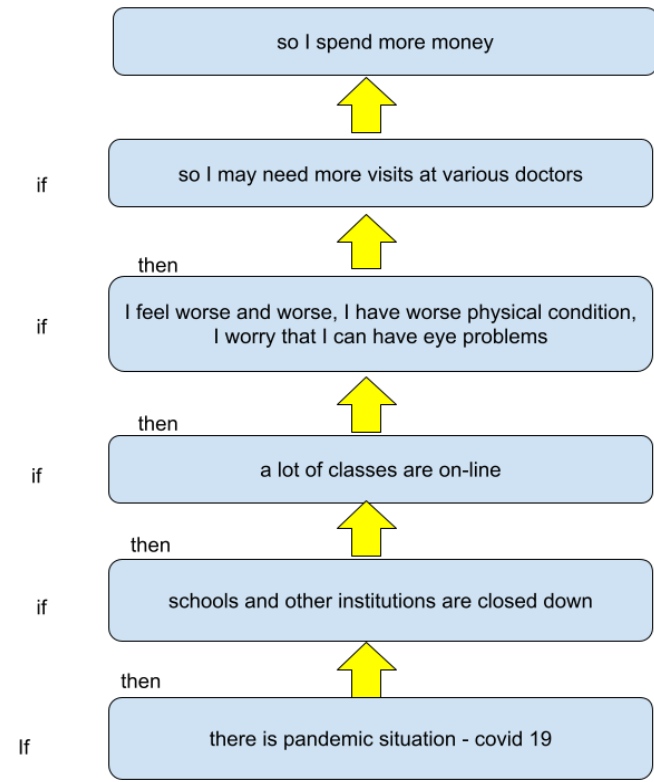 so I spend more money
if
so I may need more visits at various doctors
then
if
I feel worse and worse, I have worse physical condition,
I worry that I can have eye problems
then
if
a lot of classes are on-line
then
if
schools and other institutions are closed down
then
If
there is pandemic situation - covid 19